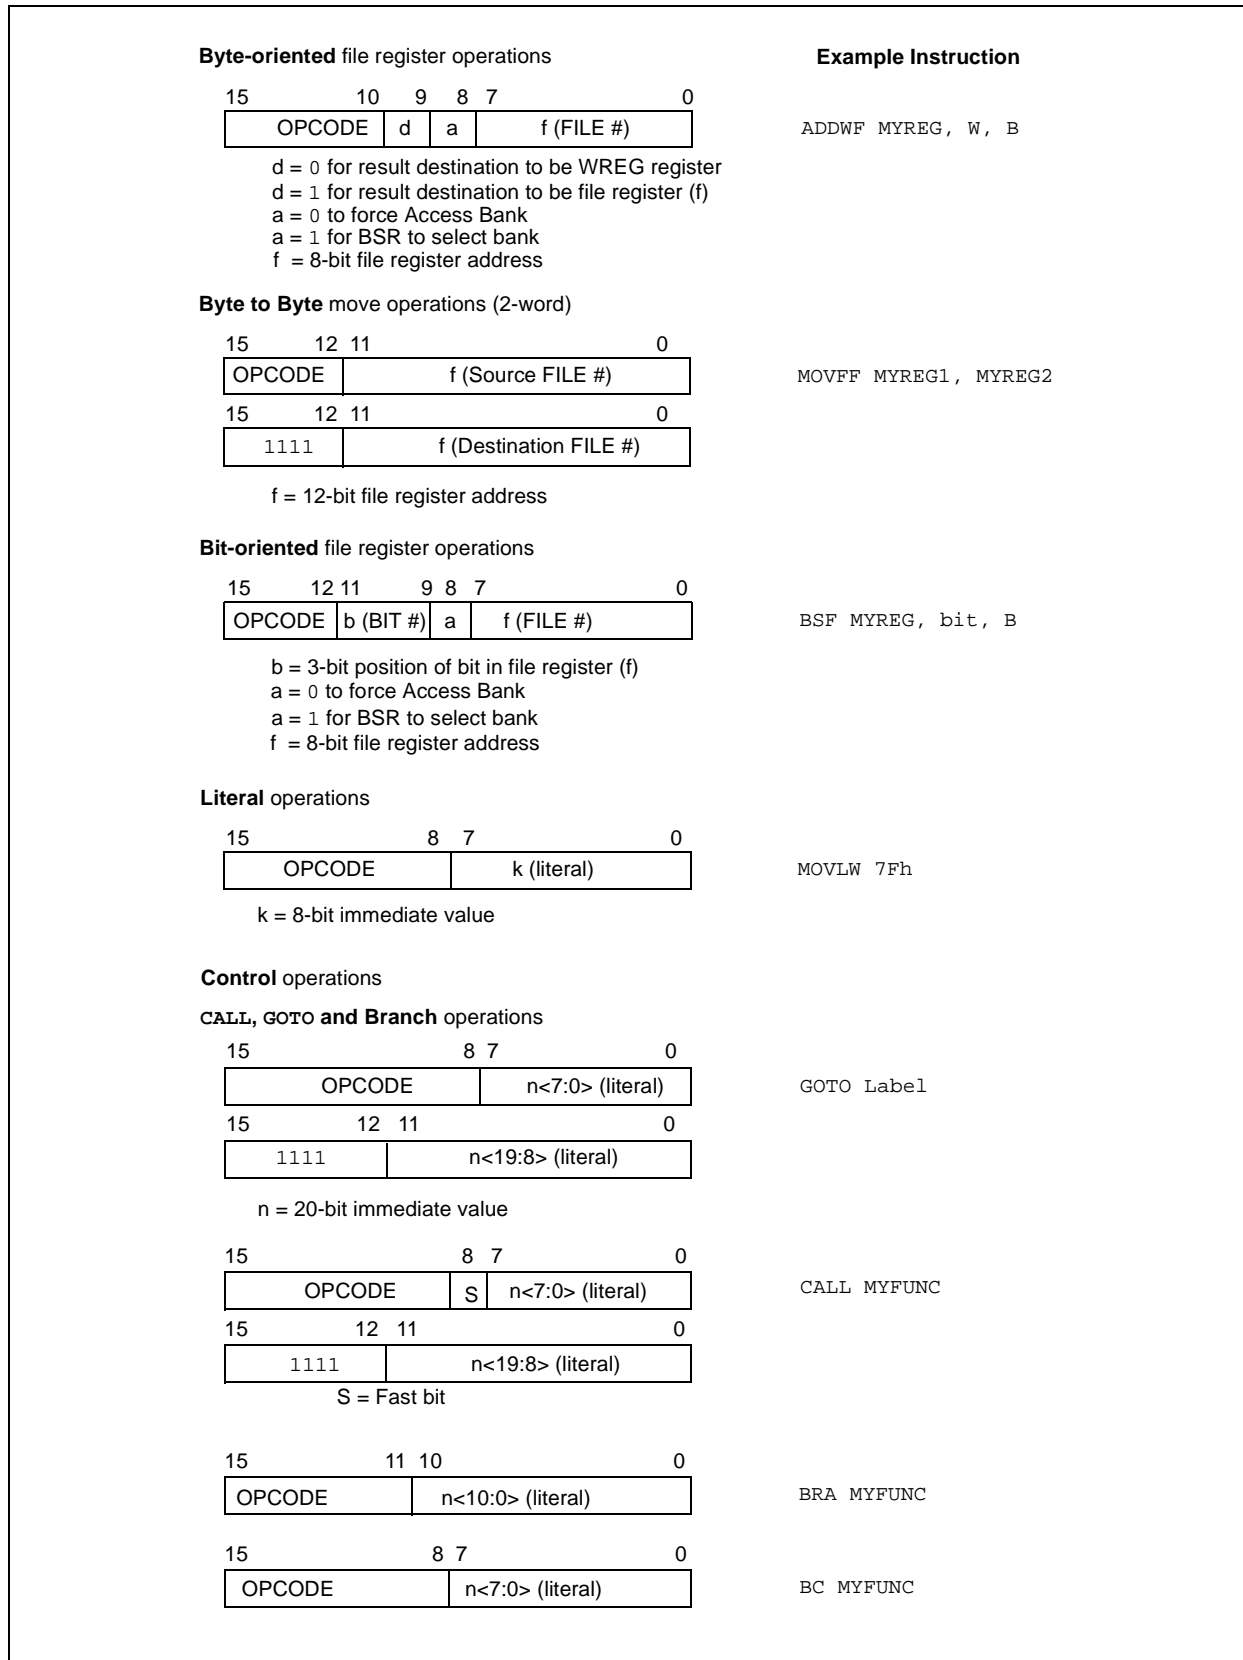 Byte-oriented file register operations Example Instruction
15 10 9 8 7 0
OPCODE d a f (FILE #) ADDWF MYREG, W, B
d = 0 for result destination to be WREG register
d = 1 for result destination to be file register (f)
a = 0 to force Access Bank
a = 1 for BSR to select bank
f = 8-bit file register address
Byte to Byte move operations (2-word)
15 12 11 0
OPCODE f (Source FILE #) MOVFF MYREG1, MYREG2
15 12 11 0
1111 f (Destination FILE #)
f = 12-bit file register address
Bit-oriented file register operations
15 12 11 9 8 7 0
OPCODE b (BIT #) a f (FILE #) BSF MYREG, bit, B
b = 3-bit position of bit in file register (f)
a = 0 to force Access Bank
a = 1 for BSR to select bank
f = 8-bit file register address
Literal operations
15 8 7 0
OPCODE k (literal) MOVLW 7Fh
k = 8-bit immediate value
Control operations
CALL, GOTO and Branch operations
15 8 7 0
OPCODE n<7:0> (literal) GOTO Label
15 12 11 0
1111 n<19:8> (literal)
n = 20-bit immediate value
15 8 7 0
OPCODE S n<7:0> (literal) CALL MYFUNC
15 12 11 0
1111 n<19:8> (literal)
S = Fast bit
15 11 10 0
OPCODE n<10:0> (literal) BRA MYFUNC
15 8 7 0
OPCODE n<7:0> (literal) BC MYFUNC